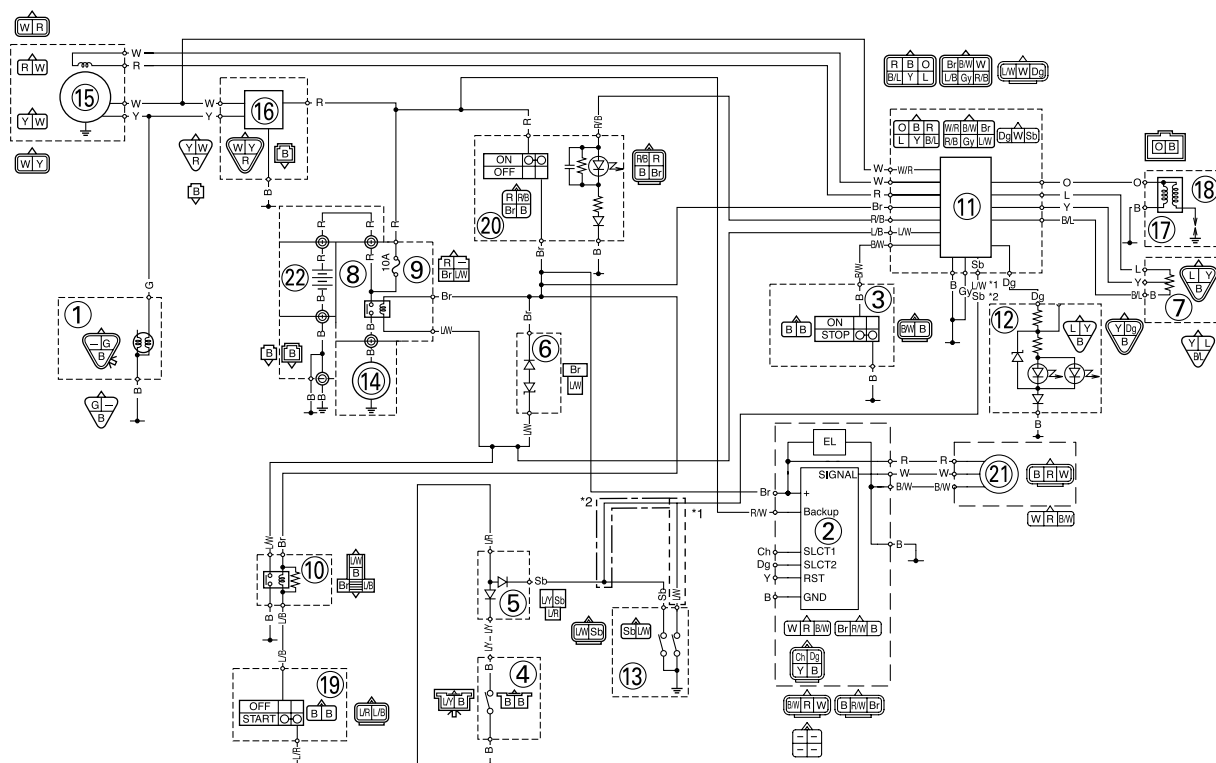 W R
R W
15
Y W
W Y
W
R
W
Y
W
Y
16
R
Y W
R
W Y
R
B
B
B
R
R/B
ON
OFF
R R/B
Br B
20
R/B R
B Br
Br
B
R B O
B/L Y L
Br B/W W
L/B Gy R/B
L/W W Dg
O B R
L Y B/L
W/R B/W Br
R/B Gy L/W
Dg W Sb
W
W/R
W
R
Br
R/B
L/B
L/W
B/W
11
O
L
Y
B/L
O B
O
B
18
17
L
Y
B/L
B
L Y
B
7
Y L
B/L
B
Gy
Sb
L/W *1
Sb *2
Dg
Dg
12
L Y
B
Y Dg
B
B
G
1
– G
B
B
G –
B
R
R
R
R
22
8
9
10A
R –
Br L/W
B
B
B
B
B
B
B
B
14
Br
L/W
Br
6
Br
L/W
L/W
B/W
B
3
B B
ON
STOP
B/W B
B
EL
SIGNAL
+
Br
R/W
Backup
2
Ch
SLCT1
Dg
SLCT2
Y
RST
B
GND
R
W
B/W
B
R
W
B/W
21
B R W
W R B/W
W R B/W
Br R/W B
Ch Dg
Y B
B/W R W
B R/W Br
– –
– –
*2
*1
L/W
Br
10
L/W
B
Br L/B
B
L/B
L/B
OFF
START
19
B B
L/R L/B
L/R
L/R
Sb
5
L/Y Sb
L/R
L/Y
L/Y
B
4
L/Y B
B B
B
L/W Sb
Sb
L/W
Sb L/W
13